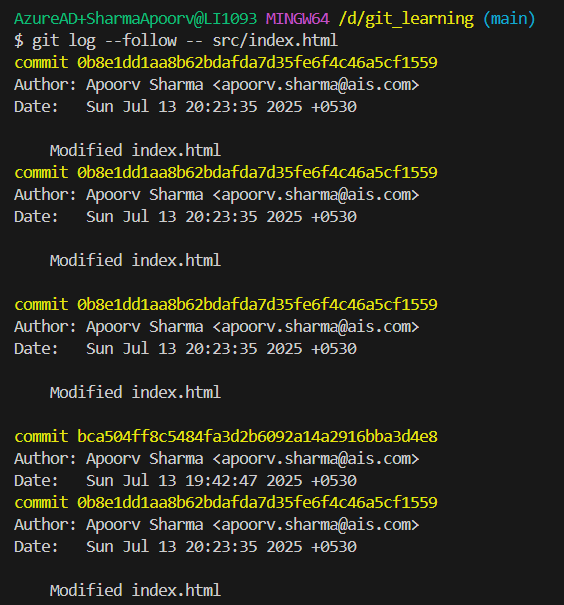 AzureAD+SharmaApoorv@LI1093 MINGW64 /d/git_learning (main)
$ git log --follow -- src/index.html
commit 0b8e1dd1aa8b62bdafda7d35fe6f4c46a5cf1559
Author: Apoorv Sharma <apoorv.sharma@ais.com>
Date:   Sun Jul 13 20:23:35 2025 +0530

    Modified index.html
commit 0b8e1dd1aa8b62bdafda7d35fe6f4c46a5cf1559
Author: Apoorv Sharma <apoorv.sharma@ais.com>
Date:   Sun Jul 13 20:23:35 2025 +0530

    Modified index.html

commit 0b8e1dd1aa8b62bdafda7d35fe6f4c46a5cf1559
Author: Apoorv Sharma <apoorv.sharma@ais.com>
Date:   Sun Jul 13 20:23:35 2025 +0530

    Modified index.html

commit bca504ff8c5484fa3d2b6092a14a2916bba3d4e8
Author: Apoorv Sharma <apoorv.sharma@ais.com>
Date:   Sun Jul 13 19:42:47 2025 +0530
commit 0b8e1dd1aa8b62bdafda7d35fe6f4c46a5cf1559
Author: Apoorv Sharma <apoorv.sharma@ais.com>
Date:   Sun Jul 13 20:23:35 2025 +0530

    Modified index.html